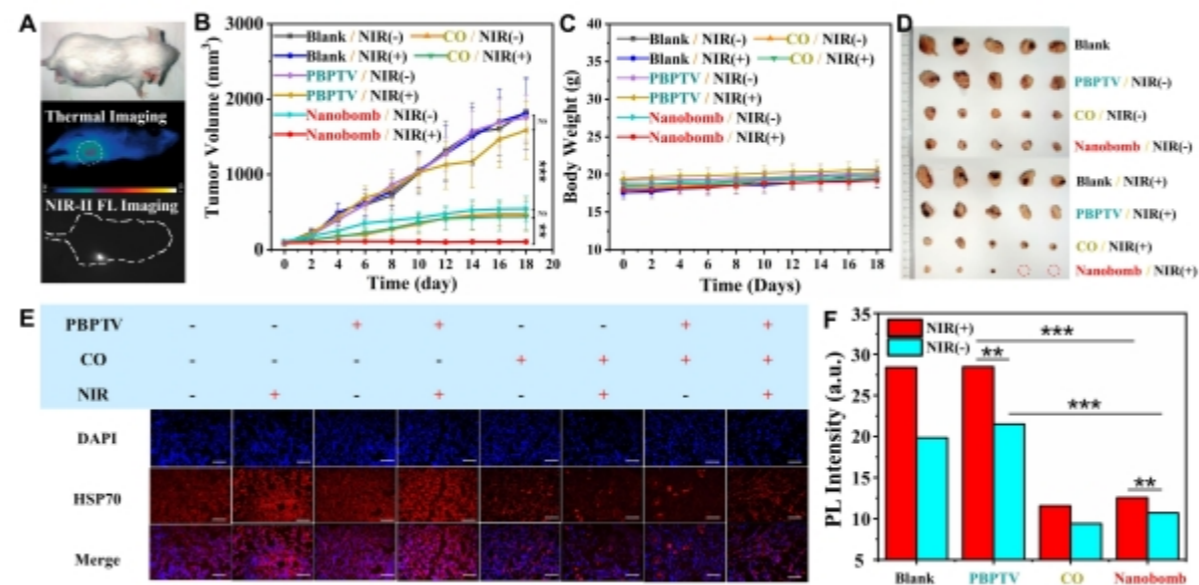 A
Thermal Imaging
NIR-II FL Imaging
B
Tumor Volume (mm³)
3000
2000
1000
0
Blank / NIR(-)
CO / NIR(-)
Blank / NIR(+)
CO / NIR(+)
PBPTV / NIR(-)
PBPTV / NIR(+)
Nanobomb / NIR(-)
Nanobomb / NIR(+)
NS
***
NS
***
0 2 4 6 8 10 12 14 16 18 20
Time (day)
C
Body Weight (g)
40
35
30
25
20
15
10
Blank / NIR(-)
CO / NIR(-)
Blank / NIR(+)
CO / NIR(+)
PBPTV / NIR(-)
PBPTV / NIR(+)
Nanobomb / NIR(-)
Nanobomb / NIR(+)
0 2 4 6 8 10 12 14 16 18
Time (Days)
D
Blank
PBPTV / NIR(-)
CO / NIR(-)
Nanobomb / NIR(-)
Blank / NIR(+)
PBPTV / NIR(+)
CO / NIR(+)
Nanobomb / NIR(+)
E
PBPTV - - + + - - + +
CO - - - - + + + +
NIR - + - + - + - +
DAPI
HSP70
Merge
F
PL Intensity (a.u.)
35
30
25
20
15
10
5
NIR(+)
NIR(-)
***
**
***
**
Blank PBPTV CO Nanobomb